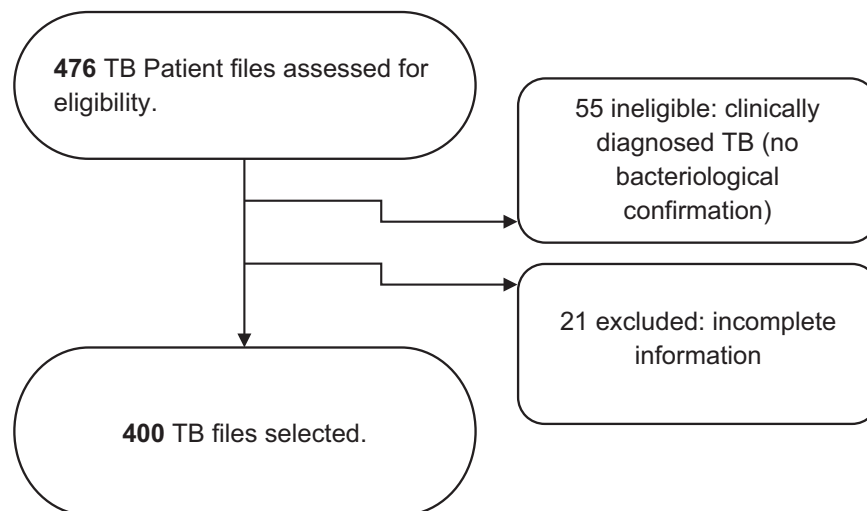 476 TB Patient files assessed for
eligibility.
55 ineligible: clinically
diagnosed TB (no
bacteriological
confirmation)
21 excluded: incomplete
information
400 TB files selected.